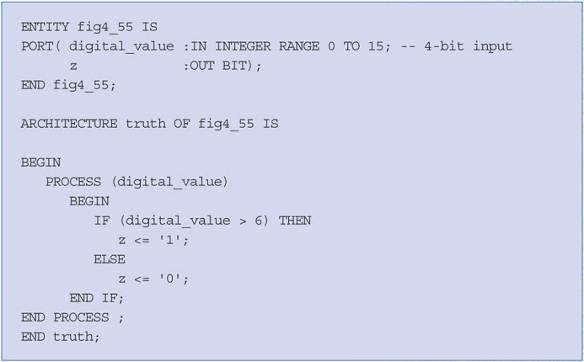 ENTITY fig4_55 IS
PORT( digital_value :IN INTEGER RANGE 0 TO 15; -- 4-bit input
z :OUT BIT);
END fig4_55;
ARCHITECTURE truth OF fig4_55 IS
BEGIN
PROCESS (digital_value)
BEGIN
IF (digital_value > 6) THEN
z <= '1';
ELSE
z <= '0';
END IF;
END PROCESS ;
END truth;